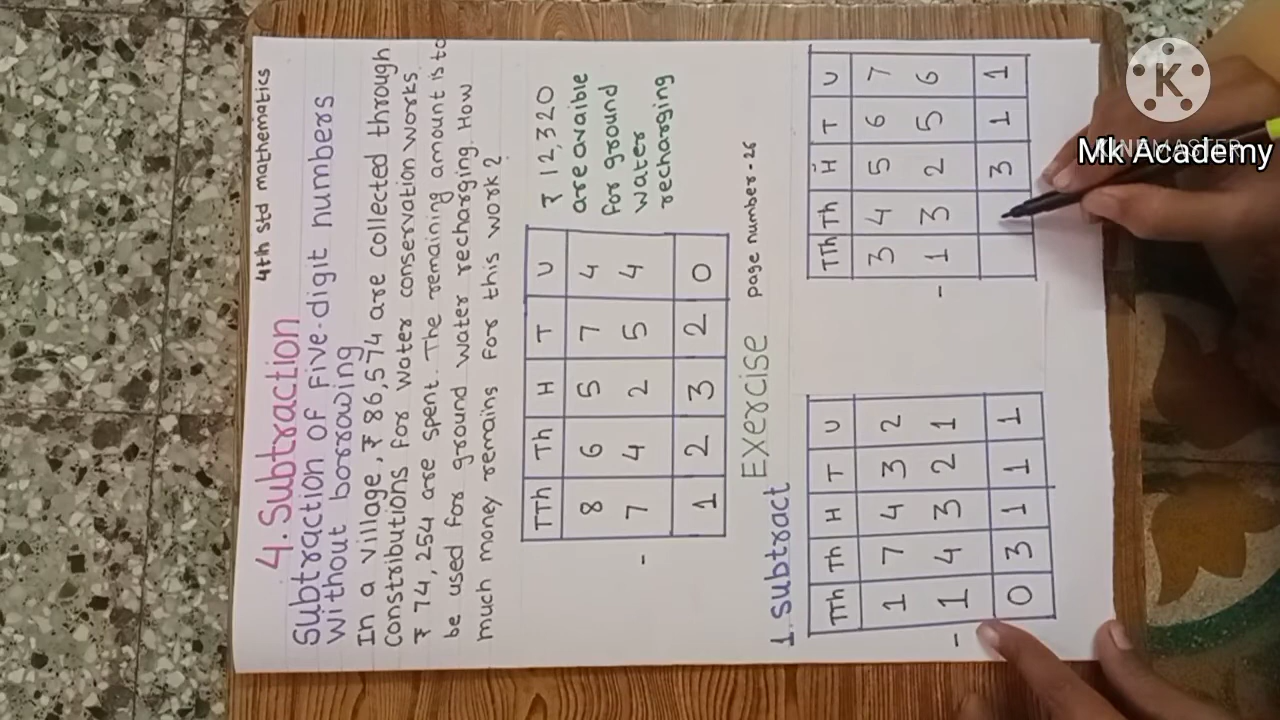 4th std mathematics
4. Subtraction
Subtraction of five-digit numbers
without borrowing
In a village, ₹ 86,574 are collected through
Constributions for water conservation works
₹ 74,254 are spent. The remaining amount is to
be used for ground water recharging. How
much money remains for this work?
TTh Th H T U
8 6 5 7 4
- 7 4 2 5 4
1 2 3 2 0
₹ 12,320
are avaible
for ground
water
recharging
Exercise page number - 26
1. subtract
TTh Th H T U
1 7 4 3 2
- 1 4 3 2 1
0 3 1 1 1
TTh Th H T U
3 4 5 6 7
- 1 3 2 5 6
3 1 1
K
KINEMASTER
Mk Academy